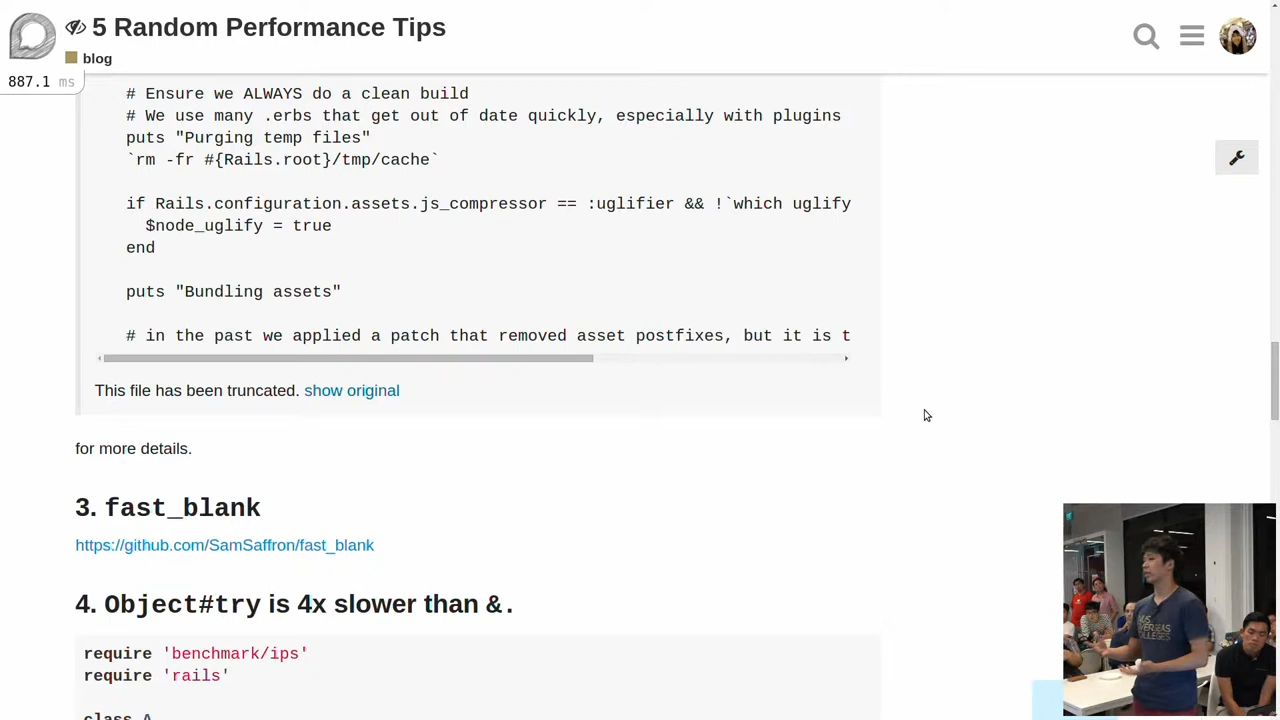 5 Random Performance Tips
blog
887.1 ms
# Ensure we ALWAYS do a clean build
# We use many .erbs that get out of date quickly, especially with plugins
puts "Purging temp files"
`rm -fr #{Rails.root}/tmp/cache`
if Rails.configuration.assets.js_compressor == :uglifier && !`which uglify
$node_uglify = true
end
puts "Bundling assets"
# in the past we applied a patch that removed asset postfixes, but it is t
This file has been truncated. show original
for more details.
3. fast_blank
https://github.com/SamSaffron/fast_blank
4. Object#try is 4x slower than &.
require 'benchmark/ips'
require 'rails'
class A
OVERSEAS
COLLEGES